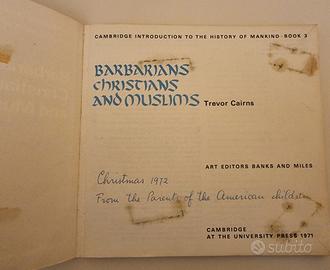 CAMBRIDGE INTRODUCTION TO THE HISTORY OF MANKIND · BOOK 3
BARBARIANS
CHRISTIANS
AND MUSLIMS Trevor Cairns
ART EDITORS BANKS AND MILES
Christmas 1972
From the Parents of the American children
CAMBRIDGE
AT THE UNIVERSITY PRESS 1971
subito